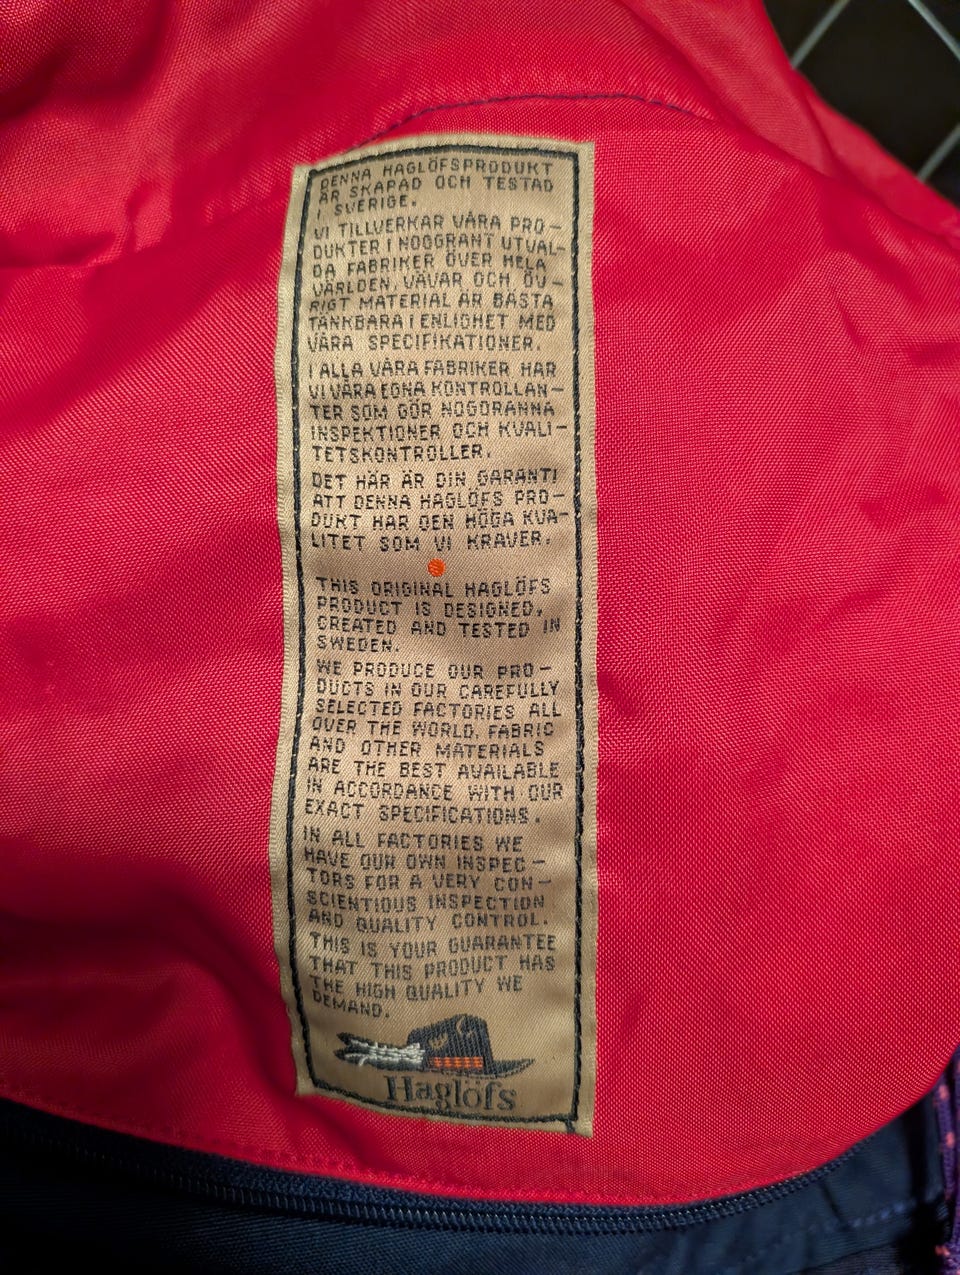 DENNA HAGLÖFSPRODUKT
ÄR SKAPAD OCH TESTAD
I SVERIGE.
VI TILLVERKAR VÅRA PRO-
DUKTER I NOGGRANT UTVAL-
DA FABRIKER ÖVER HELA
VÄRLDEN, VÄVAR OCH ÖV-
RIGT MATERIAL ÄR BÄSTA
TÄNKBARA I ENLIGHET MED
VÅRA SPECIFIKATIONER.
I ALLA VÅRA FABRIKER HAR
VI VÅRA EGNA KONTROLLAN-
TER SOM GÖR NOGGRANNA
INSPEKTIONER OCH KVALI-
TETSKONTROLLER.
DET HÄR ÄR DIN GARANTI
ATT DENNA HAGLÖFS PRO-
DUKT HAR DEN HÖGA KVA-
LITET SOM VI KRÄVER.
THIS ORIGINAL HAGLÖFS
PRODUCT IS DESIGNED,
CREATED AND TESTED IN
SWEDEN.
WE PRODUCE OUR PRO-
DUCTS IN OUR CAREFULLY
SELECTED FACTORIES ALL
OVER THE WORLD, FABRIC
AND OTHER MATERIALS
ARE THE BEST AVAILABLE
IN ACCORDANCE WITH OUR
EXACT SPECIFICATIONS.
IN ALL FACTORIES WE
HAVE OUR OWN INSPEC-
TORS FOR A VERY CON-
SCIENTIOUS INSPECTION
AND QUALITY CONTROL.
THIS IS YOUR GUARANTEE
THAT THIS PRODUCT HAS
THE HIGH QUALITY WE
DEMAND.
Haglöfs